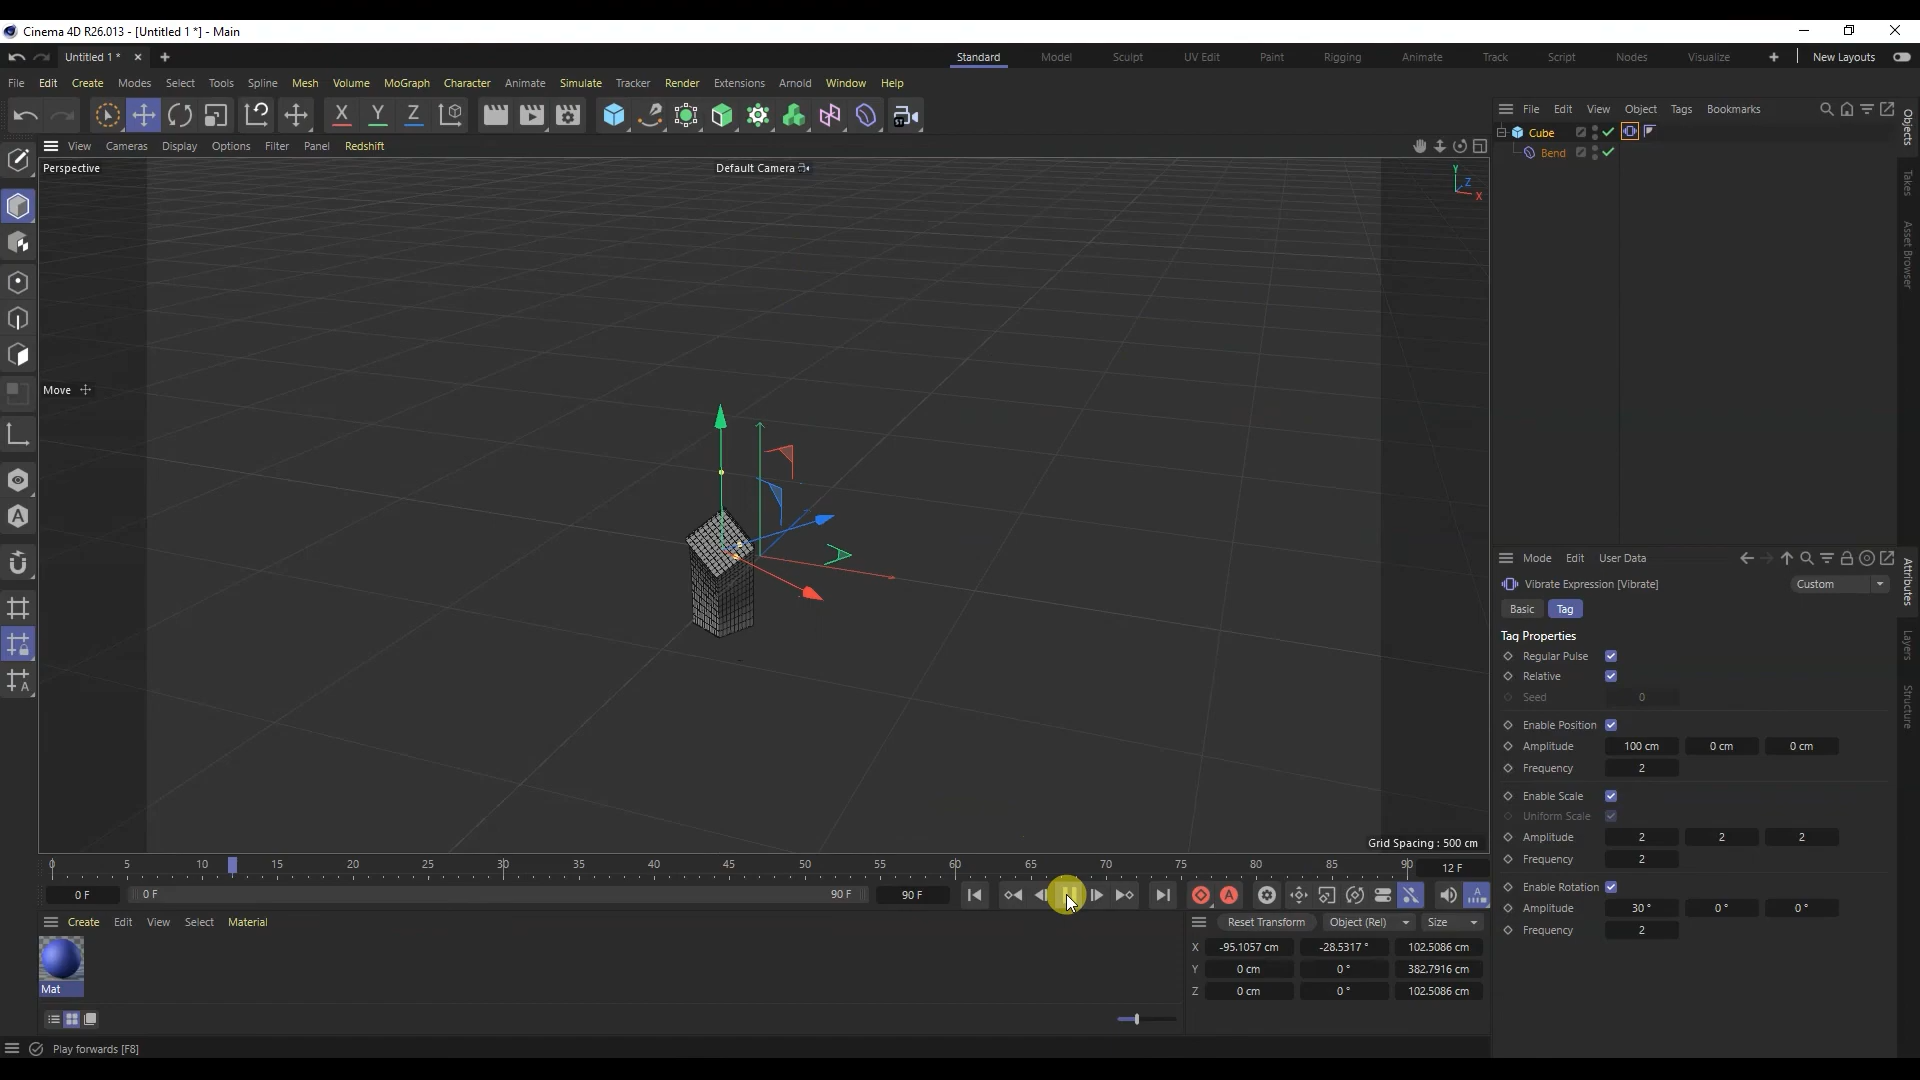 Cinema 4D R26.013 - [Untitled 1 *] - Main
Untitled 1 *
Standard Model Sculpt UV Edit Paint Rigging Animate Track Script Nodes Visualize New Layouts
File Edit Create Modes Select Tools Spline Mesh Volume MoGraph Character Animate Simulate Tracker Render Extensions Arnold Window Help
X Y Z
File Edit View Object Tags Bookmarks
Cube
Bend
View Cameras Display Options Filter Panel Redshift
Perspective
Default Camera
Y
Z
X
Move
Grid Spacing : 500 cm
Objects
Takes
Asset Browser
Mode Edit User Data
Vibrate Expression [Vibrate]
Custom
Basic Tag
Tag Properties
Regular Pulse
Relative
Seed 0
Enable Position
Amplitude 100 cm 0 cm 0 cm
Frequency 2
Enable Scale
Uniform Scale
Amplitude 2 2 2
Frequency 2
Enable Rotation
Amplitude 30 ° 0 ° 0 °
Frequency 2
Attributes
Layers
Structure
0 5 10 15 20 25 30 35 40 45 50 55 60 65 70 75 80 85 90 12 F
0 F 0 F 90 F 90 F
Create Edit View Select Material
Mat
Reset Transform Object (Rel) Size
X -95.1057 cm -28.5317 ° 102.5086 cm
Y 0 cm 0 ° 382.7916 cm
Z 0 cm 0 ° 102.5086 cm
Play forwards [F8]